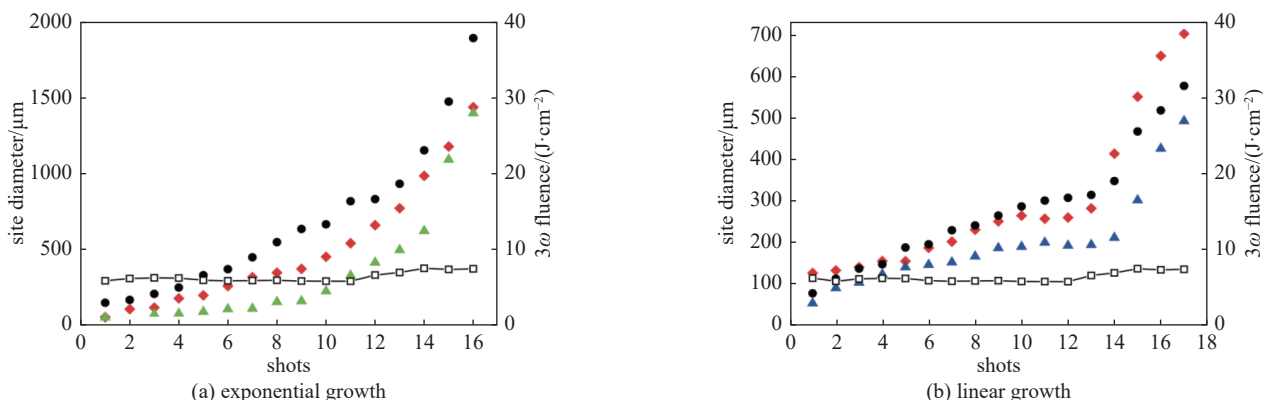 2000
1500
1000
500
0
site diameter/μm
40
30
20
10
0
3ω fluence/(J·cm⁻²)
0 2 4 6 8 10 12 14 16
shots
(a) exponential growth
700
600
500
400
300
200
100
0
site diameter/μm
40
30
20
10
0
3ω fluence/(J·cm⁻²)
0 2 4 6 8 10 12 14 16 18
shots
(b) linear growth